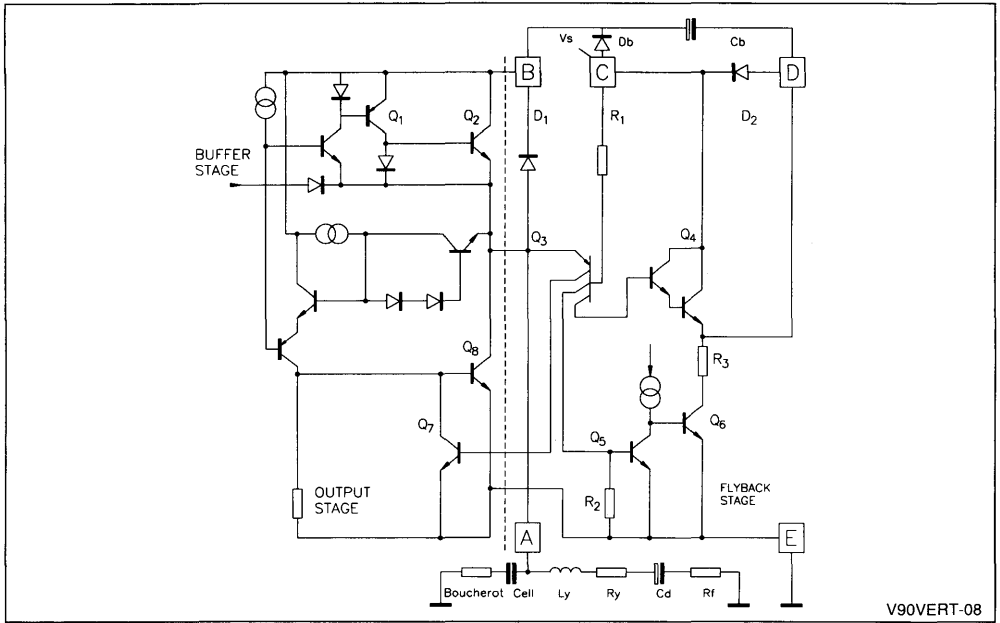 Vs Db Cb
B C D
Q1 Q2 D1 R1 D2
BUFFER
STAGE
Q3 Q4
Q8 R3
Q7 Q5 Q6
OUTPUT
STAGE
R2 FLYBACK
STAGE
A E
Boucherot Cell Ly Ry Cd Rf
V90VERT-08